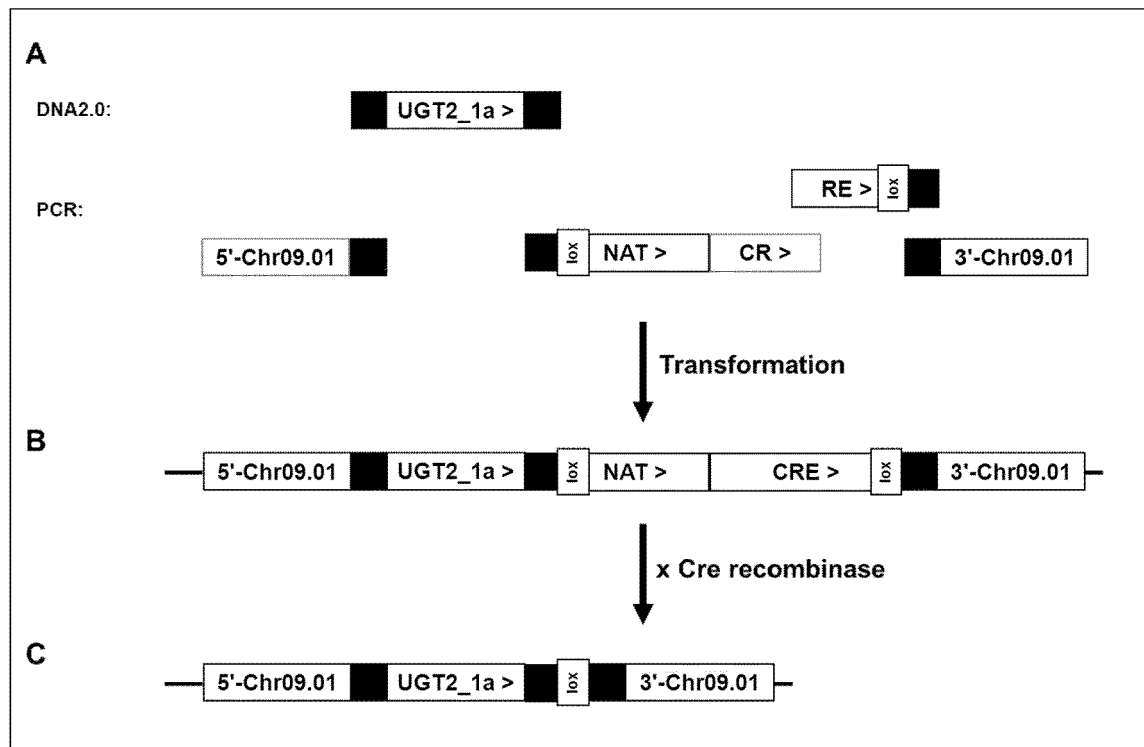 A
DNA2.0:
UGT2_1a >
RE >
lox
PCR:
5'-Chr09.01
lox
NAT >
CR >
3'-Chr09.01
Transformation
B
5'-Chr09.01
UGT2_1a >
lox
NAT >
CRE >
lox
3'-Chr09.01
x Cre recombinase
C
5'-Chr09.01
UGT2_1a >
lox
3'-Chr09.01